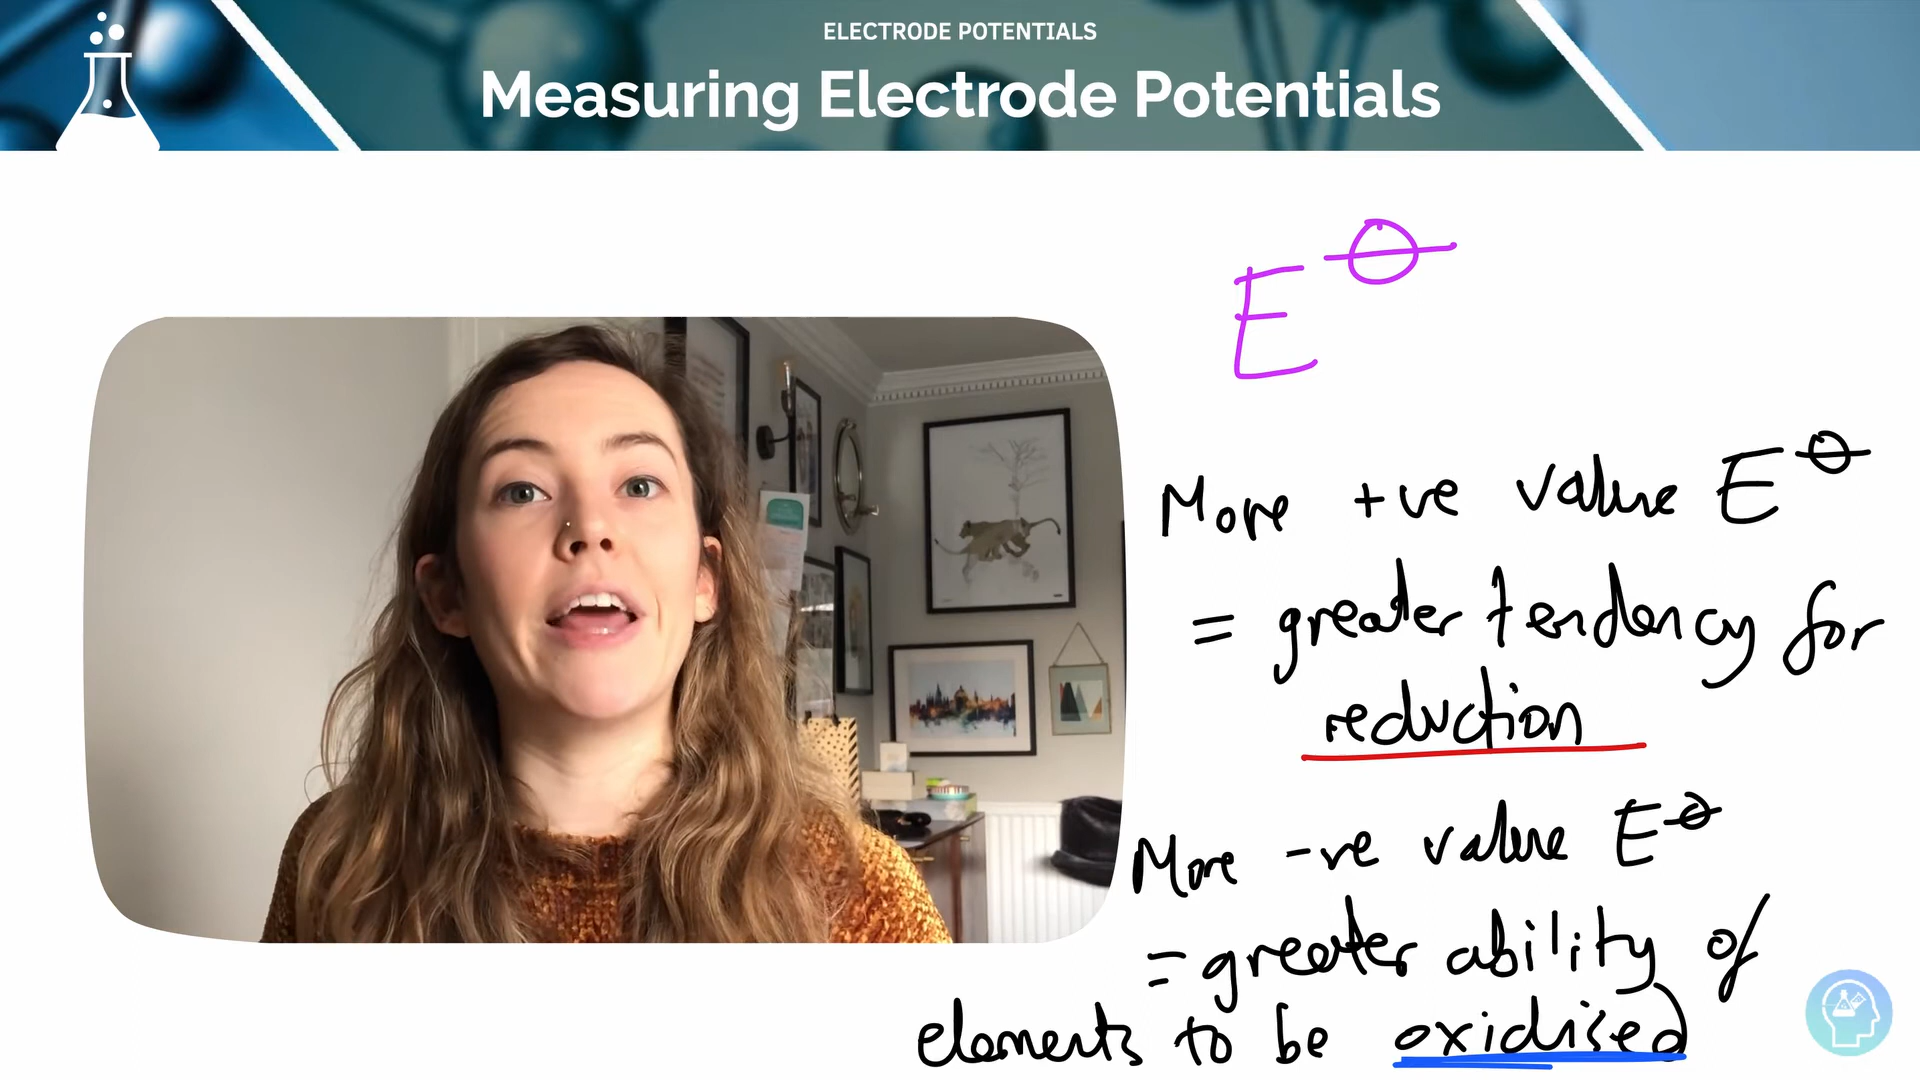 ELECTRODE POTENTIALS
Measuring Electrode Potentials
E⦵
More +ve value E⦵
= greater tendency for
reduction
More -ve value E⦵
= greater ability of
elements to be oxidised